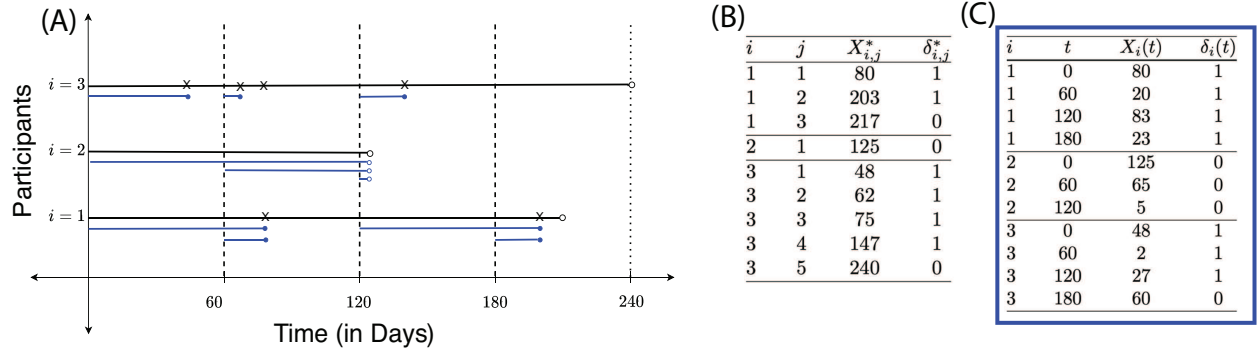 (A)
Participants
i = 3
i = 2
i = 1
60 120 180 240
Time (in Days)
(B)
i j X*i,j δ*i,j
1 1 80 1
1 2 203 1
1 3 217 0
2 1 125 0
3 1 48 1
3 2 62 1
3 3 75 1
3 4 147 1
3 5 240 0
(C)
i t Xi(t) δi(t)
1 0 80 1
1 60 20 1
1 120 83 1
1 180 23 1
2 0 125 0
2 60 65 0
2 120 5 0
3 0 48 1
3 60 2 1
3 120 27 1
3 180 60 0